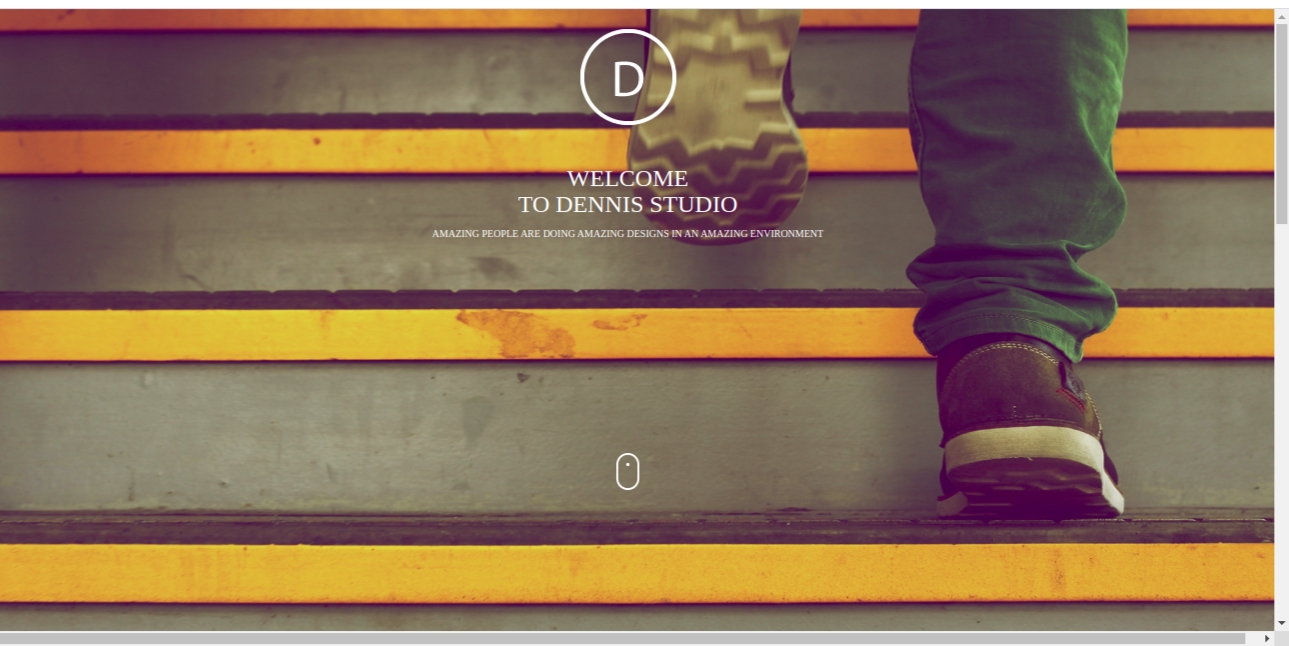 D
WELCOME
TO DENNIS STUDIO
AMAZING PEOPLE ARE DOING AMAZING DESIGNS IN AN AMAZING ENVIRONMENT